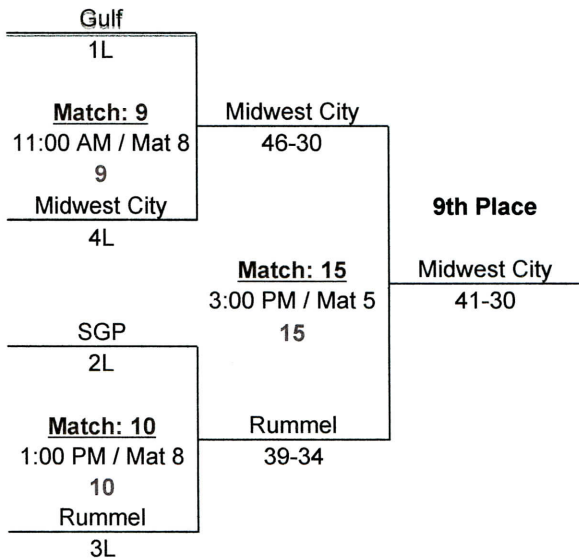 Gulf
1L
Match: 9
11:00 AM / Mat 8
9
Midwest City
4L
Midwest City
46-30
SGP
2L
Match: 10
1:00 PM / Mat 8
10
Rummel
3L
Match: 15
3:00 PM / Mat 5
15
Rummel
39-34
9th Place
Midwest City
41-30